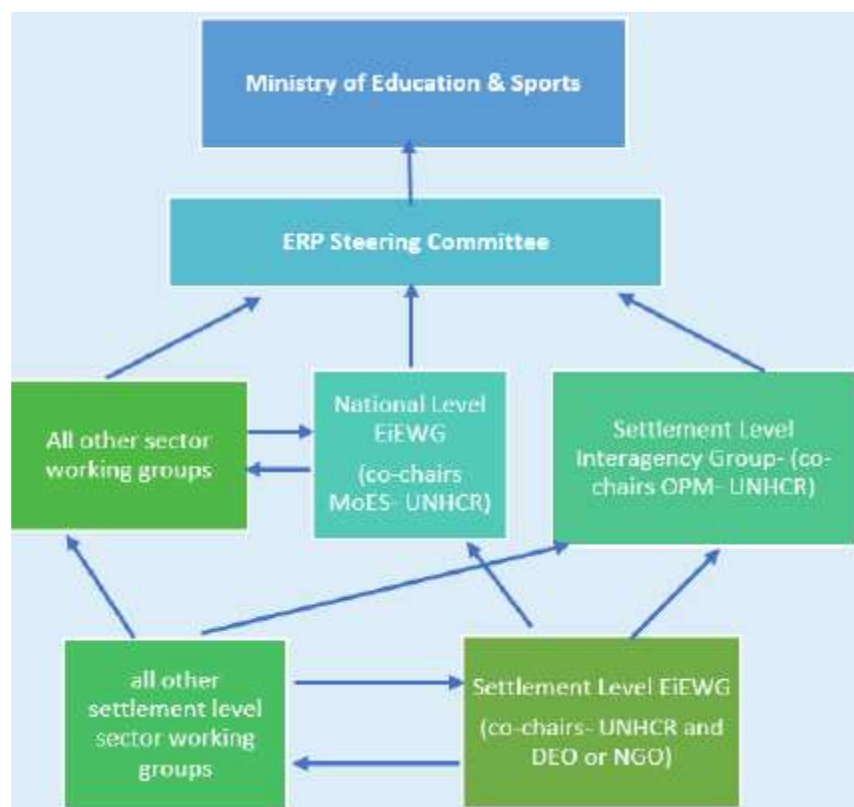 Ministry of Education & Sports
ERP Steering Committee
All other sector
working groups
National Level
EiEWG
(co-chairs
MoES- UNHCR)
Settlement Level
Interagency Group- (co-
chairs OPM- UNHCR)
all other
settlement level
sector working
groups
Settlement Level EiEWG
(co-chairs- UNHCR and
DEO or NGO)